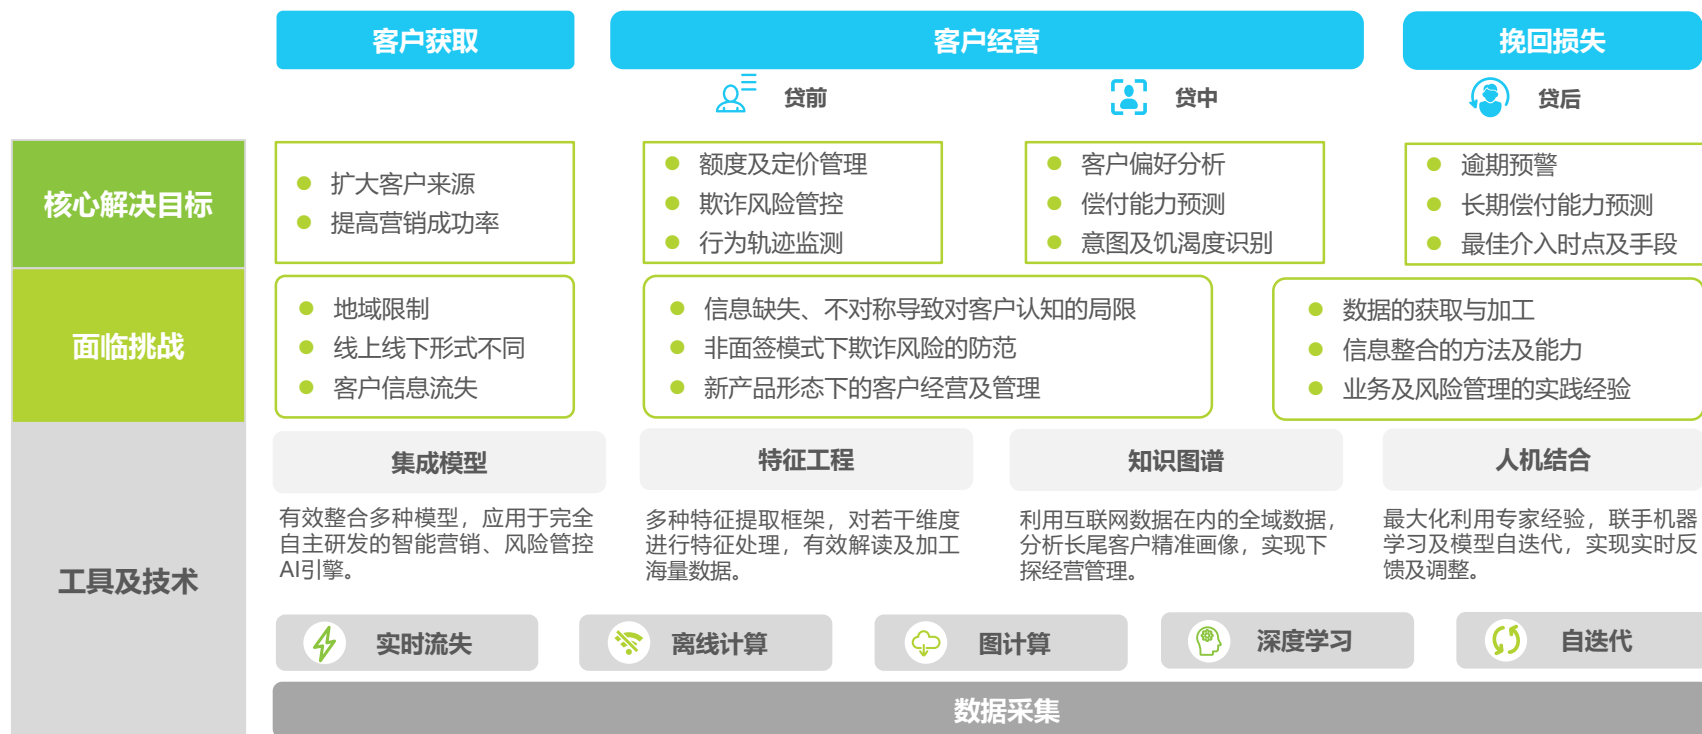 客户获取
客户经营
挽回损失
贷前
贷中
贷后
核心解决目标
扩大客户来源
提高营销成功率
额度及定价管理
欺诈风险管控
行为轨迹监测
客户偏好分析
偿付能力预测
意图及饥渴度识别
逾期预警
长期偿付能力预测
最佳介入时点及手段
面临挑战
地域限制
线上线下形式不同
客户信息流失
信息缺失、不对称导致对客户认知的局限
非面签模式下欺诈风险的防范
新产品形态下的客户经营及管理
数据的获取与加工
信息整合的方法及能力
业务及风险管理的实践经验
工具及技术
集成模型
有效整合多种模型，应用于完全
自主研发的智能营销、风险管控
AI引擎。
特征工程
多种特征提取框架，对若干维度
进行特征处理，有效解读及加工
海量数据。
知识图谱
利用互联网数据在内的全域数据，
分析长尾客户精准画像，实现下
探经营管理。
人机结合
最大化利用专家经验，联手机器
学习及模型自迭代，实现实时反
馈及调整。
实时流失
离线计算
图计算
深度学习
自迭代
数据采集